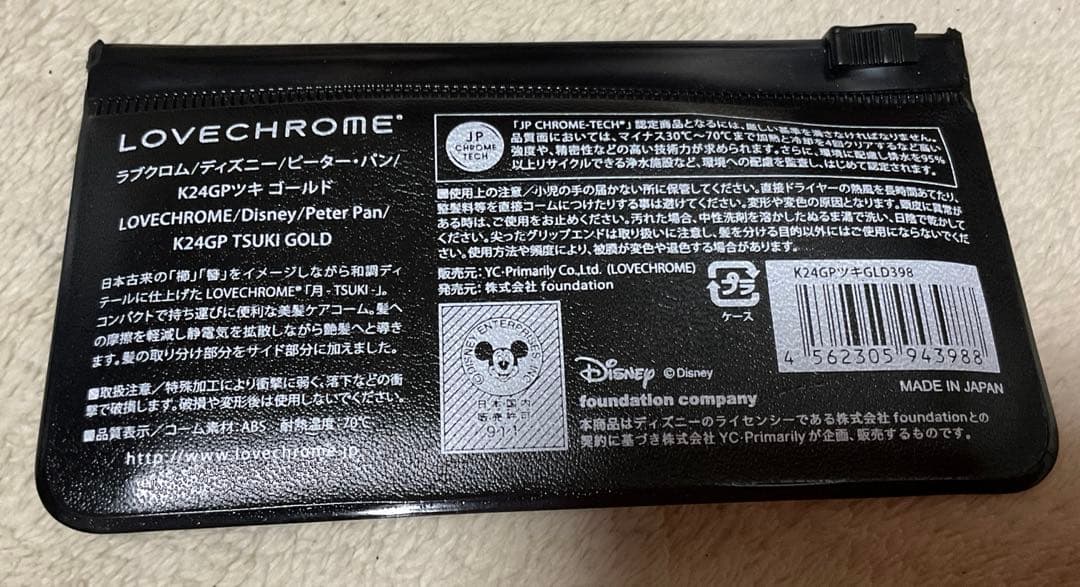 LOVECHROME®
ラブクロム/ディズニー/ピーター・パン/
K24GPツキ ゴールド
LOVECHROME/Disney/Peter Pan/
K24GP TSUKI GOLD
日本古来の「櫛」「簪」をイメージしながら和調ディ
テールに仕上げた LOVECHROME®「月 - TSUKI -」。
コンパクトで持ち運びに便利な美髪ケアコーム。髪へ
の摩擦を軽減し静電気を拡散しながら艶髪へと導き
ます。髪の取り分け部分をサイド部分に加えました。
■取扱注意/特殊加工により衝撃に弱く、落下などの衝
撃で破損します。破損や変形後は使用しないでください。
■品質表示/コーム素材:ABS 耐熱温度:70℃
http://www.lovechrome.jp
JP
CHROME
TECH
「JP CHROME-TECH®」認定商品となるには、厳しい基準を満さなければなりません。
品質面においては、マイナス30℃〜70℃まで加熱と冷却を4回クリアするなど高い
強度や、精密性などの高い技術力が求められます。さらに、環境に配慮し排水を95%
以上リサイクルできる浄水施設など、環境への配慮を監査し、はじめて認定されます。
■使用上の注意/小児の手の届かない所に保管してください。直接ドライヤーの熱風を長時間あてたり、
整髪料等を直接コームにつけたりする事は避けてください。変形や変色の原因となります。頭皮に異常が
ある時は、ご使用をお止めください。汚れた場合、中性洗剤を溶かしたぬるま湯で洗い、日陰で乾かして
ください。尖ったグリップエンドは取り扱いに注意し、髪を分ける目的以外にはご使用にならないでくだ
さい。使用方法や頻度により、被膜が変色や退色する場合があります。
販売元: YC-Primarily Co.,Ltd. (LOVECHROME)
発売元: 株式会社 foundation
プラ
ケース
K24GPツキGLD398
4 562305 943988
MADE IN JAPAN
©DISNEY ENTERPRISES, INC.
日本国内
販売許可
911
Disney ©Disney
foundation company
本商品はディズニーのライセンシーである株式会社 foundationとの
契約に基づき株式会社 YC-Primarilyが企画、販売するものです。